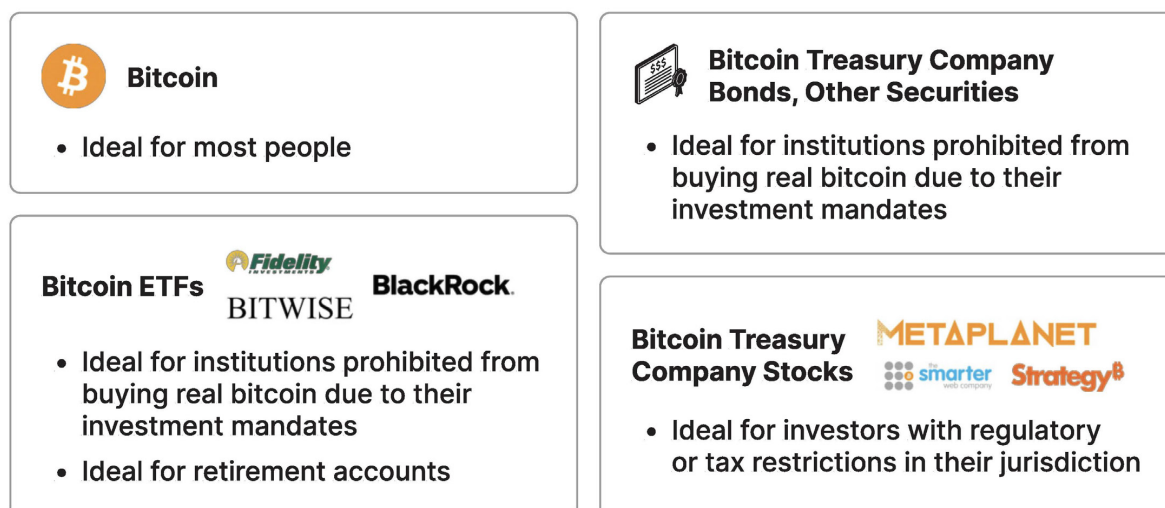 Bitcoin
• Ideal for most people
Bitcoin ETFs
Fidelity
INVESTMENTS
BITWISE
BlackRock.
• Ideal for institutions prohibited from
buying real bitcoin due to their
investment mandates
• Ideal for retirement accounts
$$$
Bitcoin Treasury Company
Bonds, Other Securities
• Ideal for institutions prohibited from
buying real bitcoin due to their
investment mandates
Bitcoin Treasury
Company Stocks
METAPLANET
the
smarter
web company
Strategy₿
• Ideal for investors with regulatory
or tax restrictions in their jurisdiction